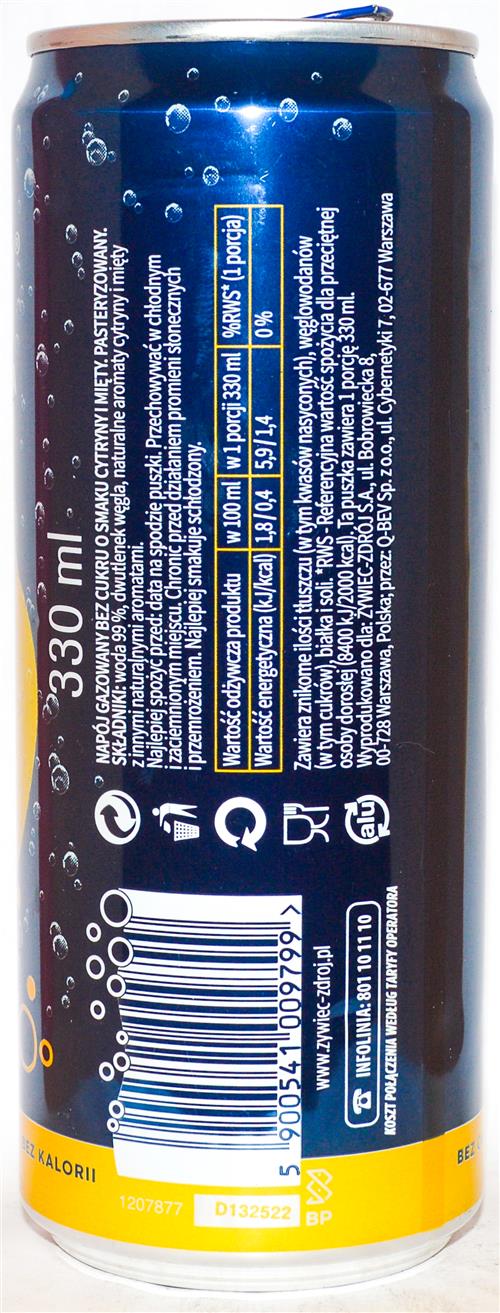 330 ml
NAPÓJ GAZOWANY BEZ CUKRU O SMAKU CYTRYNY I MIĘTY. PASTERYZOWANY.
SKŁADNIKI: woda 99 %, dwutlenek węgla, naturalne aromaty cytryny i mięty
z innymi naturalnymi aromatami.
Najlepiej spożyć przed: data na spodzie puszki. Przechowywać w chłodnym
i zaciemnionym miejscu. Chronić przed działaniem promieni słonecznych
i przemrożeniem. Najlepiej smakuje schłodzony.
Wartość odżywcza produktu w 100 ml w 1 porcji 330 ml %RWS* (1 porcja)
Wartość energetyczna (kJ/kcal) 1,8 / 0,4 5,9 / 1,4 0 %
Zawiera znikome ilości tłuszczu (w tym kwasów nasyconych), węglowodanów
(w tym cukrów), białka i soli. *RWS - Referencyjna wartość spożycia dla przeciętnej
osoby dorosłej (8400 kJ/2000 kcal). Ta puszka zawiera 1 porcję 330 ml.
Wyprodukowano dla: ŻYWIEC-ZDRÓJ S.A., ul. Bobrowiecka 8,
00-728 Warszawa, Polska; przez: Q-BEV Sp. z o.o., ul. Cybernetyki 7, 02-677 Warszawa
alu
5 900541 009799 >
www.zywiec-zdroj.pl
INFOLINIA: 801 10 11 10
KOSZT POŁĄCZENIA WEDŁUG TARYFY OPERATORA
BEZ KALORII
BEZ
1207877
D132522
BP